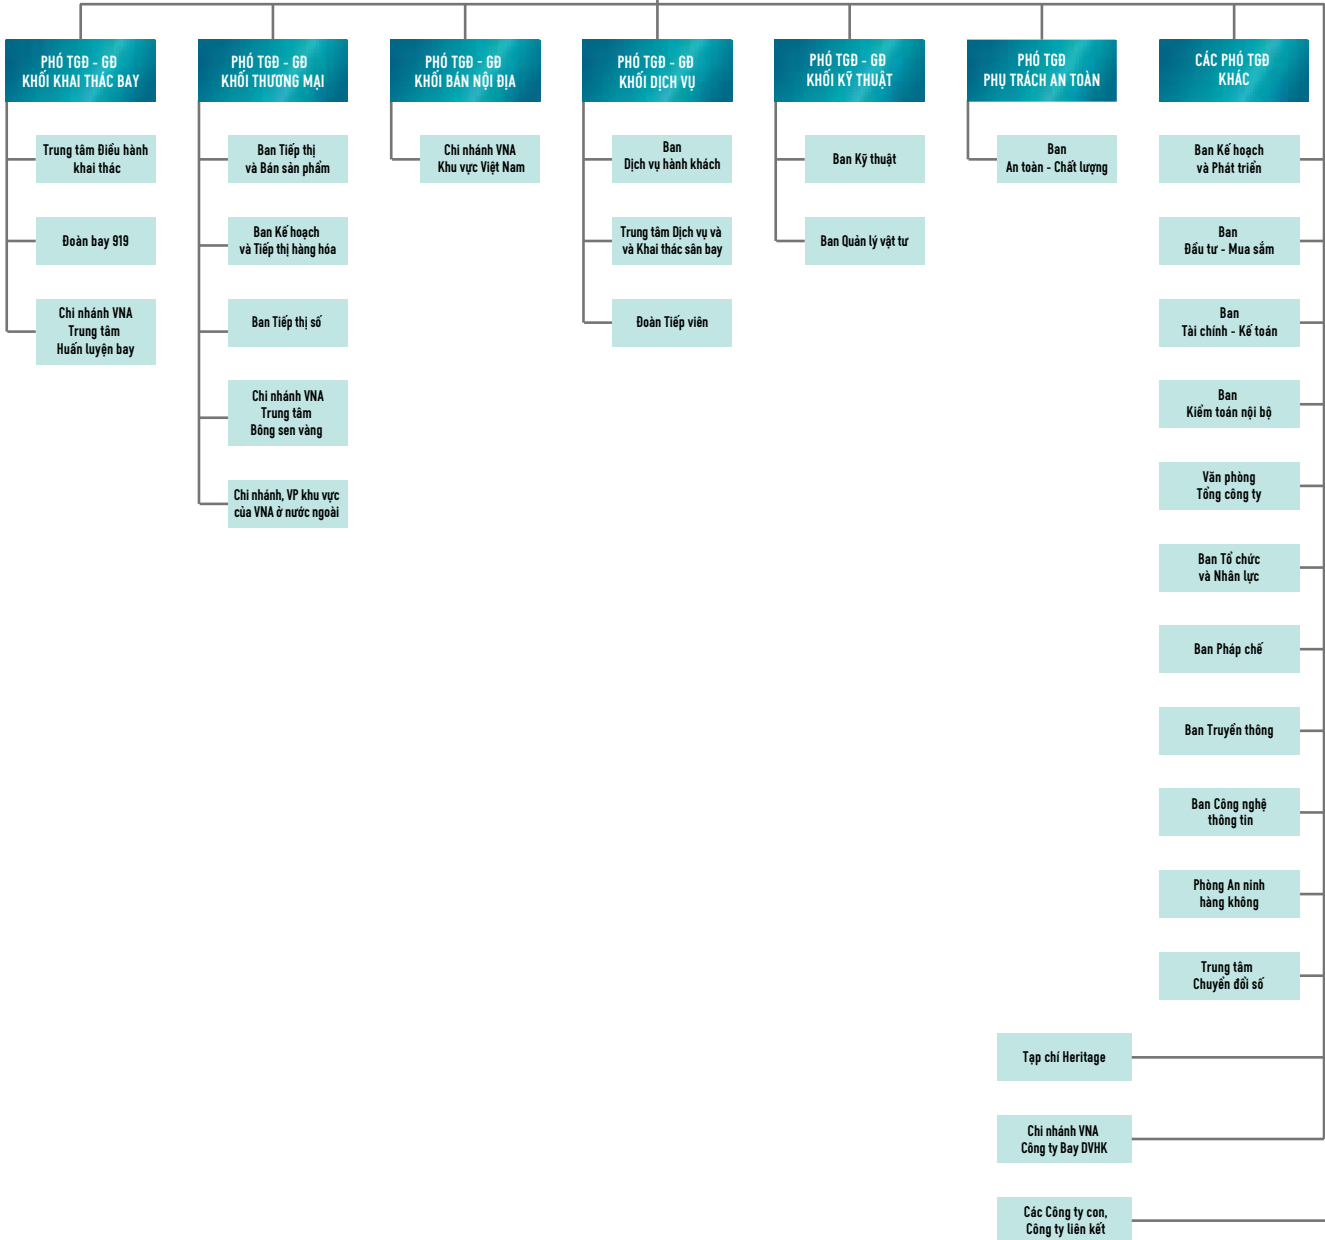 PHÓ TGĐ - GĐ
KHỐI KHAI THÁC BAY
Trung tâm Điều hành
khai thác
Đoàn bay 919
Chi nhánh VNA
Trung tâm
Huấn luyện bay
PHÓ TGĐ - GĐ
KHỐI THƯƠNG MẠI
Ban Tiếp thị
và Bán sản phẩm
Ban Kế hoạch
và Tiếp thị hàng hóa
Ban Tiếp thị số
Chi nhánh VNA
Trung tâm
Bông sen vàng
Chi nhánh, VP khu vực
của VNA ở nước ngoài
PHÓ TGĐ - GĐ
KHỐI BÁN NỘI ĐỊA
Chi nhánh VNA
Khu vực Việt Nam
PHÓ TGĐ - GĐ
KHỐI DỊCH VỤ
Ban
Dịch vụ hành khách
Trung tâm Dịch vụ và
và Khai thác sân bay
Đoàn Tiếp viên
PHÓ TGĐ - GĐ
KHỐI KỸ THUẬT
Ban Kỹ thuật
Ban Quản lý vật tư
PHÓ TGĐ
PHỤ TRÁCH AN TOÀN
Ban
An toàn - Chất lượng
CÁC PHÓ TGĐ
KHÁC
Ban Kế hoạch
và Phát triển
Ban
Đầu tư - Mua sắm
Ban
Tài chính - Kế toán
Ban
Kiểm toán nội bộ
Văn phòng
Tổng công ty
Ban Tổ chức
và Nhân lực
Ban Pháp chế
Ban Truyền thông
Ban Công nghệ
thông tin
Phòng An ninh
hàng không
Trung tâm
Chuyển đổi số
Tạp chí Heritage
Chi nhánh VNA
Công ty Bay DVHK
Các Công ty con,
Công ty liên kết